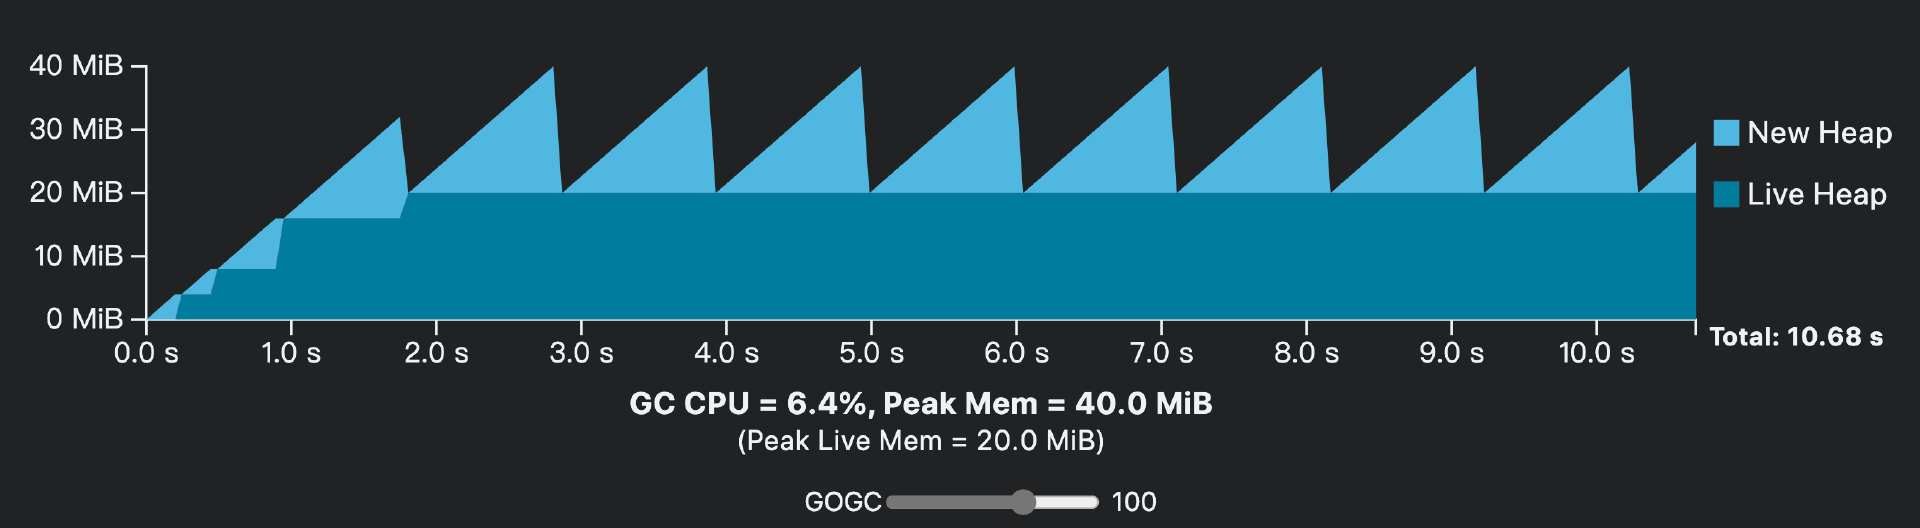 40 MiB
30 MiB
20 MiB
10 MiB
0 MiB
New Heap
Live Heap
0.0 s 1.0 s 2.0 s 3.0 s 4.0 s 5.0 s 6.0 s 7.0 s 8.0 s 9.0 s 10.0 s
Total: 10.68 s
GC CPU = 6.4%, Peak Mem = 40.0 MiB
(Peak Live Mem = 20.0 MiB)
GOGC 100